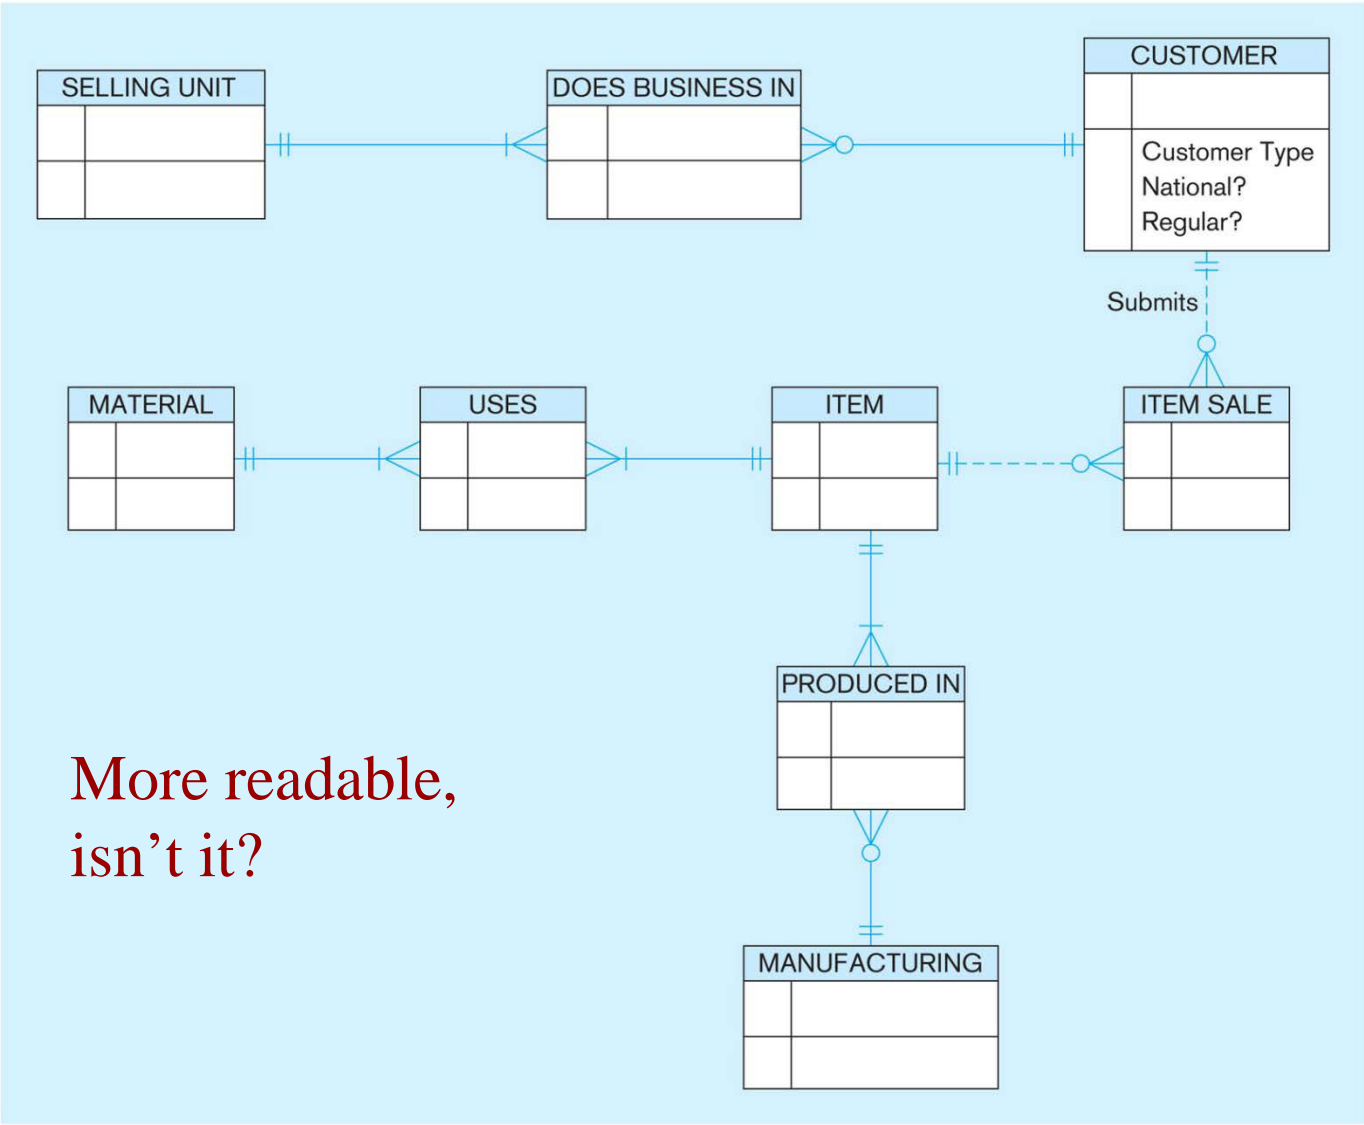 SELLING UNIT
DOES BUSINESS IN
CUSTOMER
Customer Type
National?
Regular?
Submits
MATERIAL
USES
ITEM
ITEM SALE
PRODUCED IN
More readable,
isn’t it?
MANUFACTURING